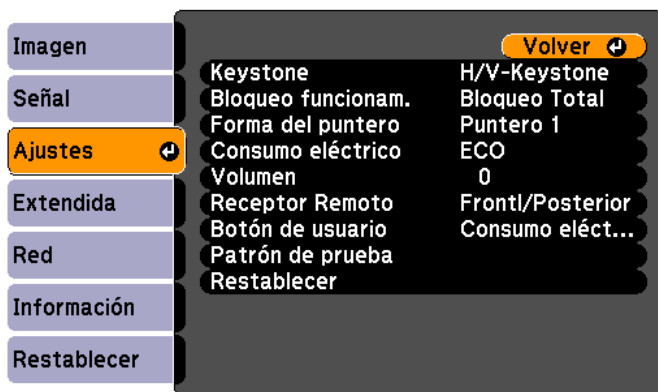 Imagen
Señal
Ajustes
Extendida
Red
Información
Restablecer
Volver
Keystone H/V-Keystone
Bloqueo funcionam. Bloqueo Total
Forma del puntero Puntero 1
Consumo eléctrico ECO
Volumen 0
Receptor Remoto Frontl/Posterior
Botón de usuario Consumo eléct...
Patrón de prueba
Restablecer